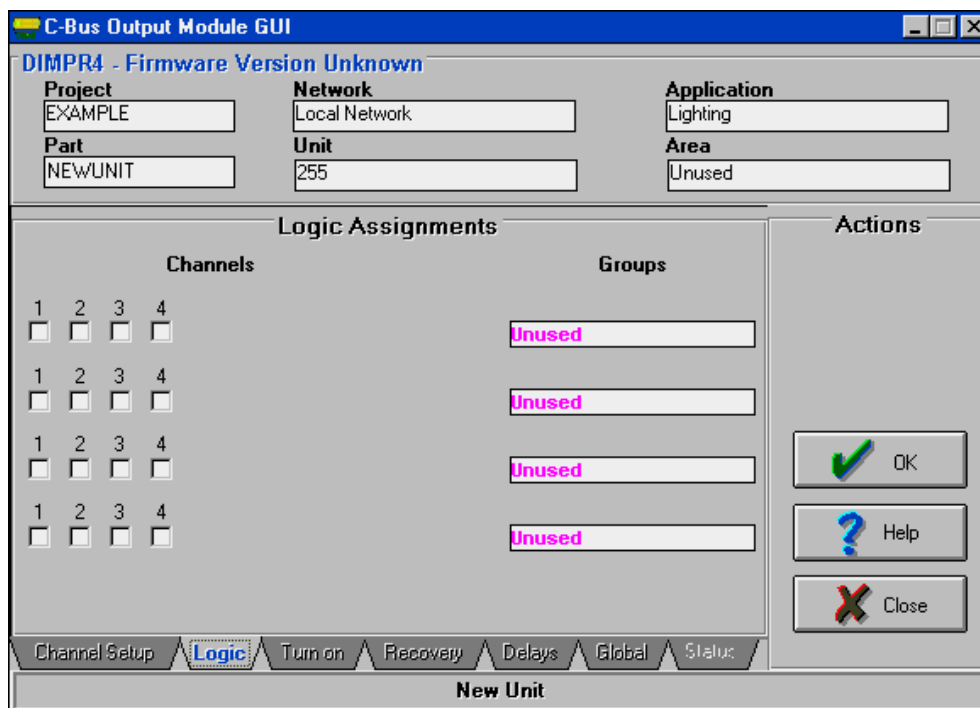 C-Bus Output Module GUI
DIMPR4 - Firmware Version Unknown
Project Network Application
EXAMPLE Local Network Lighting
Part Unit Area
NEWUNIT 255 Unused
Logic Assignments
Actions
Channels Groups
1 2 3 4
Unused
1 2 3 4
Unused
1 2 3 4
Unused
1 2 3 4
Unused
OK
Help
Close
Channel Setup Logic Turn on Recovery Delays Global Status
New Unit